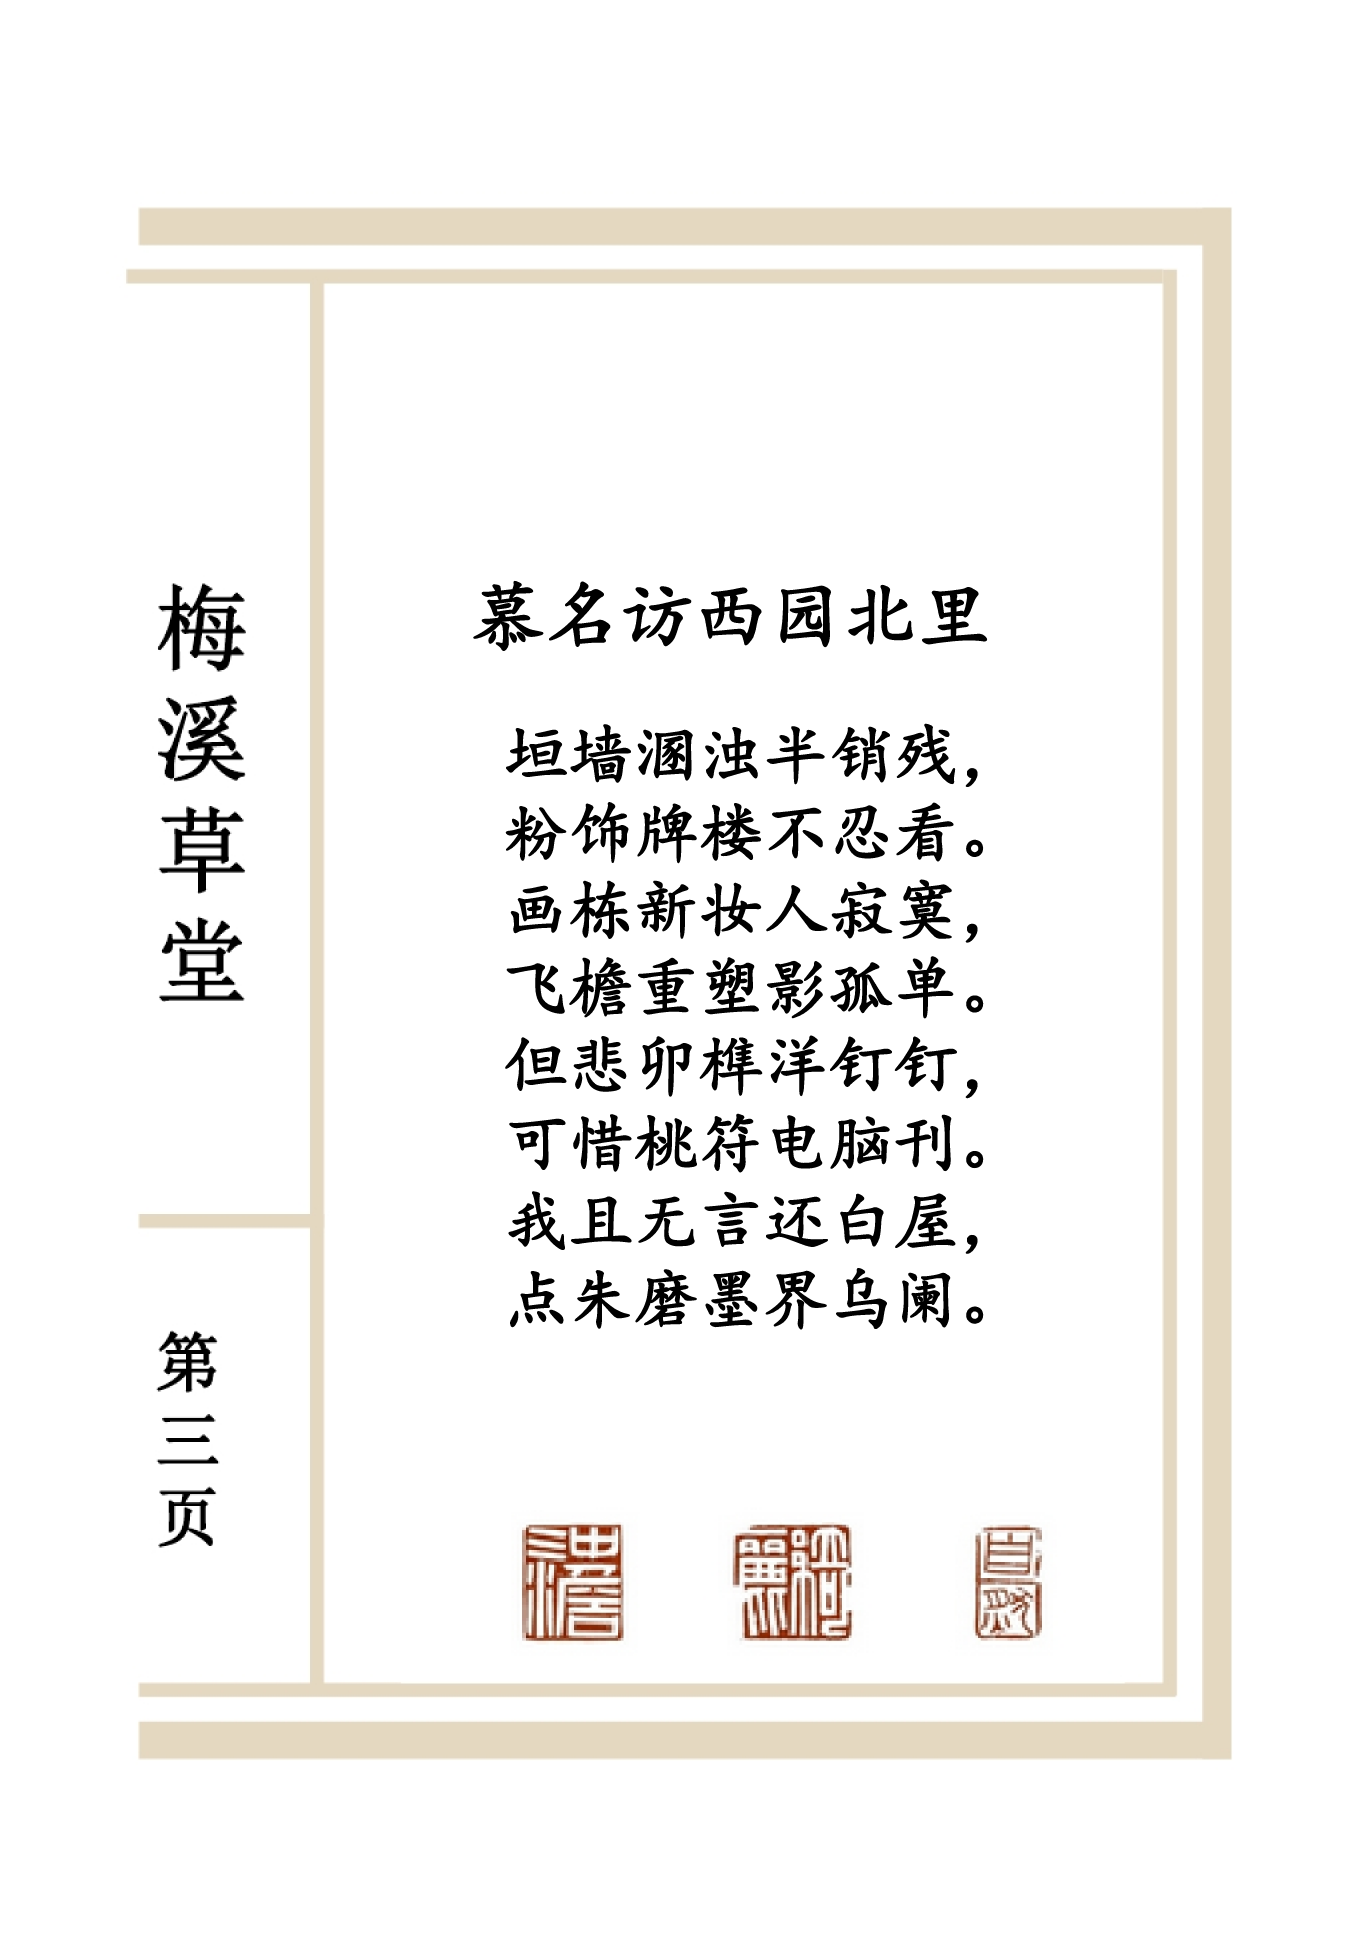 慕名访西园北里
垣墙溷浊半销残，
粉饰牌楼不忍看。
画栋新妆人寂寞，
飞檐重塑影孤单。
但悲卯榫洋钉钉，
可惜桃符电脑刊。
我且无言还白屋，
点朱磨墨界乌阑。
梅溪草堂
第三页